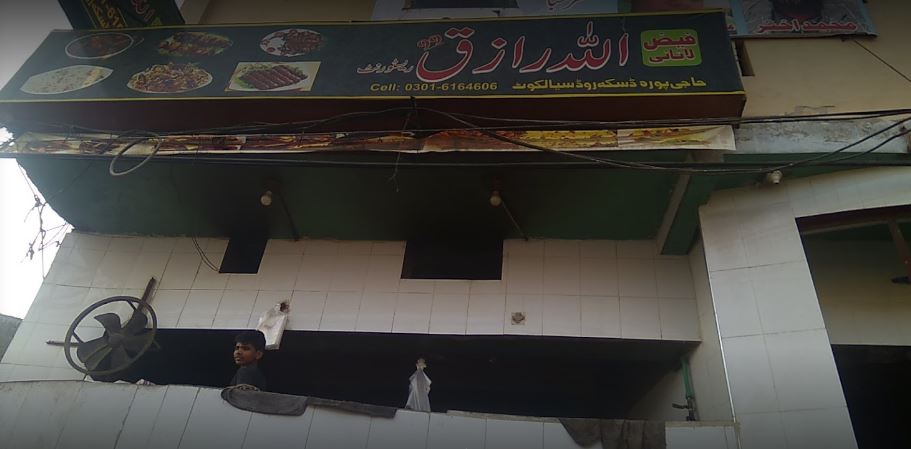 فیض لاثانی
اللہ رازق
ریسٹورنٹ
حاجی پورہ ڈسکہ روڈ سیالکوٹ
Cell: 0301-6164606